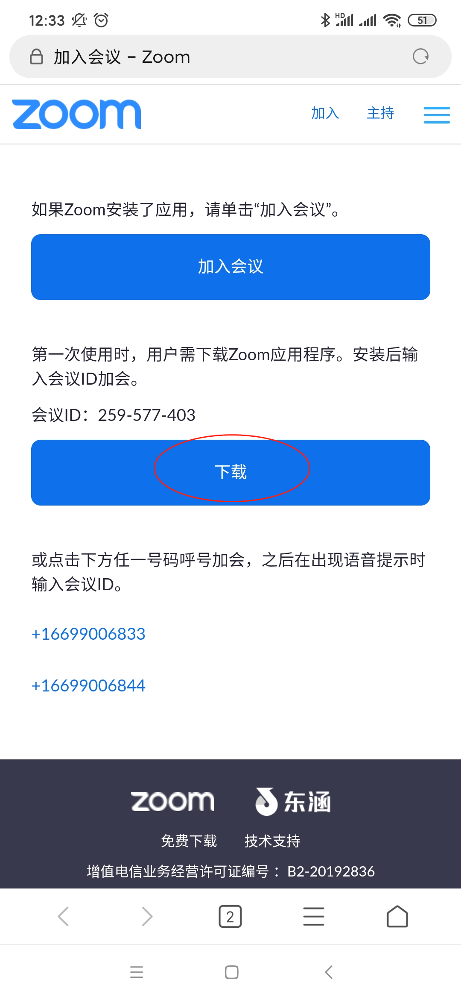 12:33
HD
51
加入会议 – Zoom
zoom
加入 主持
如果Zoom安装了应用，请单击“加入会议”。
加入会议
第一次使用时，用户需下载Zoom应用程序。安装后输
入会议ID加会。
会议ID：259-577-403
下载
或点击下方任一号码呼号加会，之后在出现语音提示时
输入会议ID。
+16699006833
+16699006844
zoom 东涵
免费下载 技术支持
增值电信业务经营许可证编号 ：B2-20192836
2